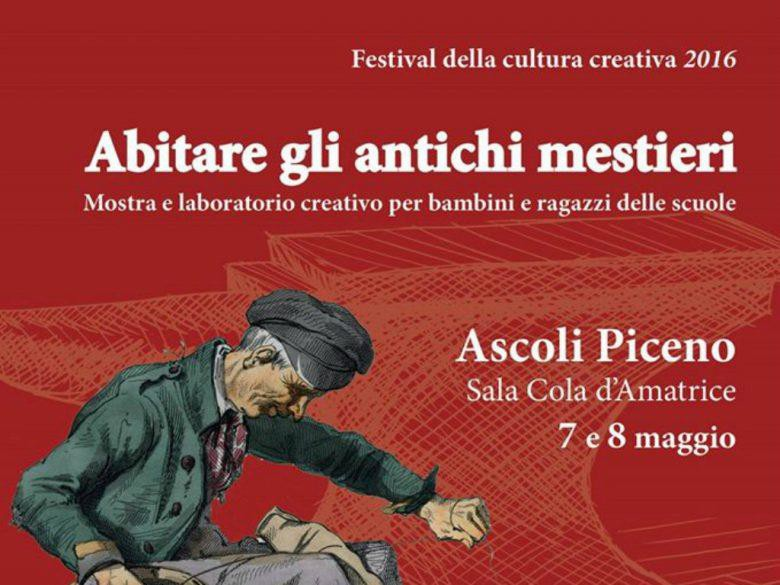 Festival della cultura creativa 2016
Abitare gli antichi mestieri
Mostra e laboratorio creativo per bambini e ragazzi delle scuole
Ascoli Piceno
Sala Cola d'Amatrice
7 e 8 maggio